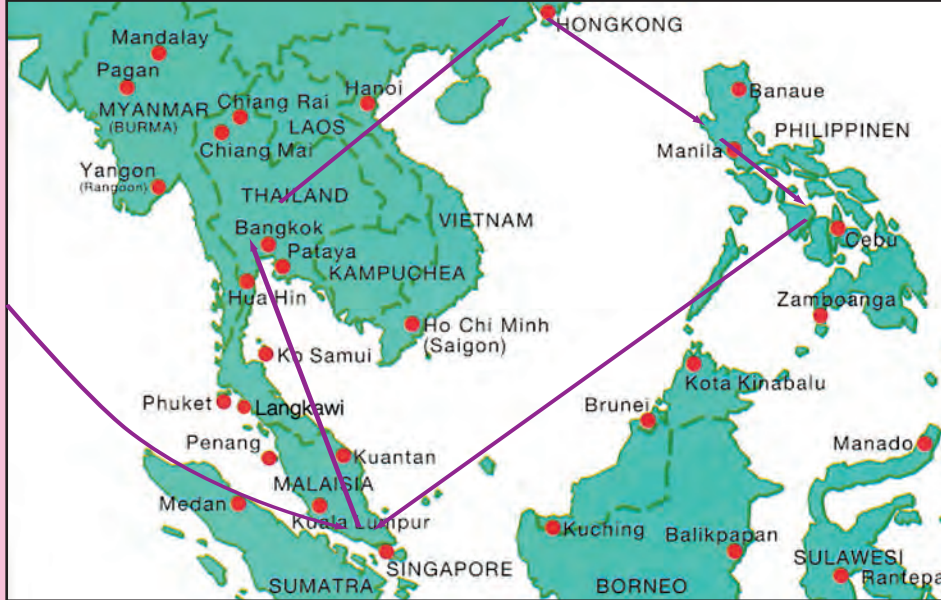 HONGKONG
Mandalay
Pagan
Banaue
MYANMAR
(BURMA)
Chiang Rai
Hanoi
LAOS
PHILIPPINEN
Chiang Mai
Manila
Yangon
(Rangoon)
THAILAND
VIETNAM
Bangkok
Cebu
Pataya
KAMPUCHEA
Hua Hin
Zamboanga
Ho Chi Minh
(Saigon)
Ko Samui
Kota Kinabalu
Phuket
Langkawi
Brunei
Penang
Kuantan
Manado
MALAISIA
Medan
Kuala Lumpur
Kuching
Balikpapan
SULAWESI
SINGAPORE
Rantepa
SUMATRA
BORNEO